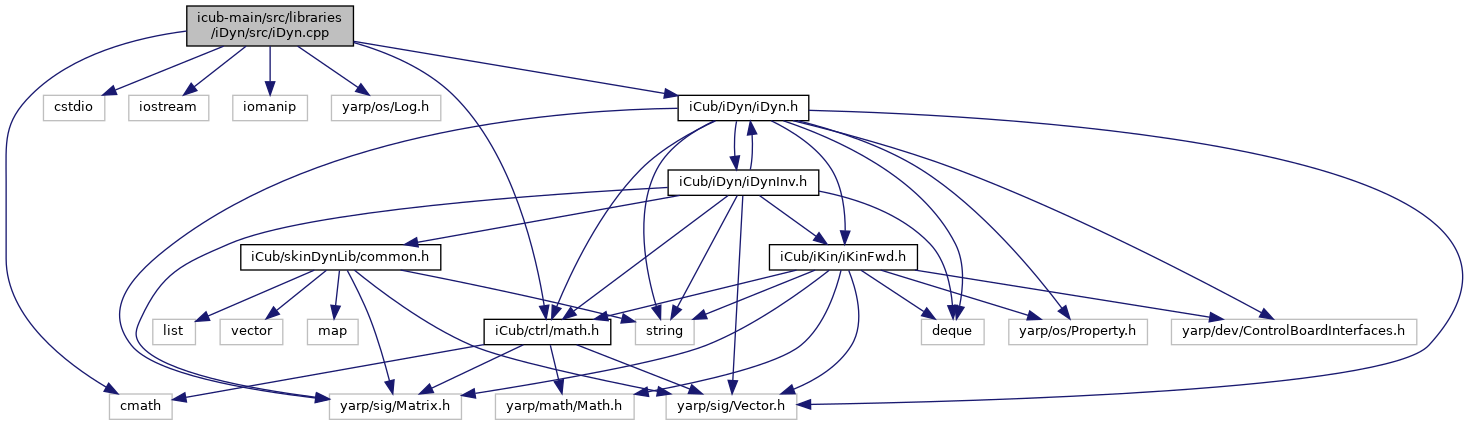 icub-main/src/libraries
/iDyn/src/iDyn.cpp
cstdio
iostream
iomanip
yarp/os/Log.h
iCub/iDyn/iDyn.h
iCub/iDyn/iDynInv.h
iCub/skinDynLib/common.h
iCub/iKin/iKinFwd.h
list
vector
map
iCub/ctrl/math.h
string
deque
yarp/os/Property.h
yarp/dev/ControlBoardInterfaces.h
cmath
yarp/sig/Matrix.h
yarp/math/Math.h
yarp/sig/Vector.h